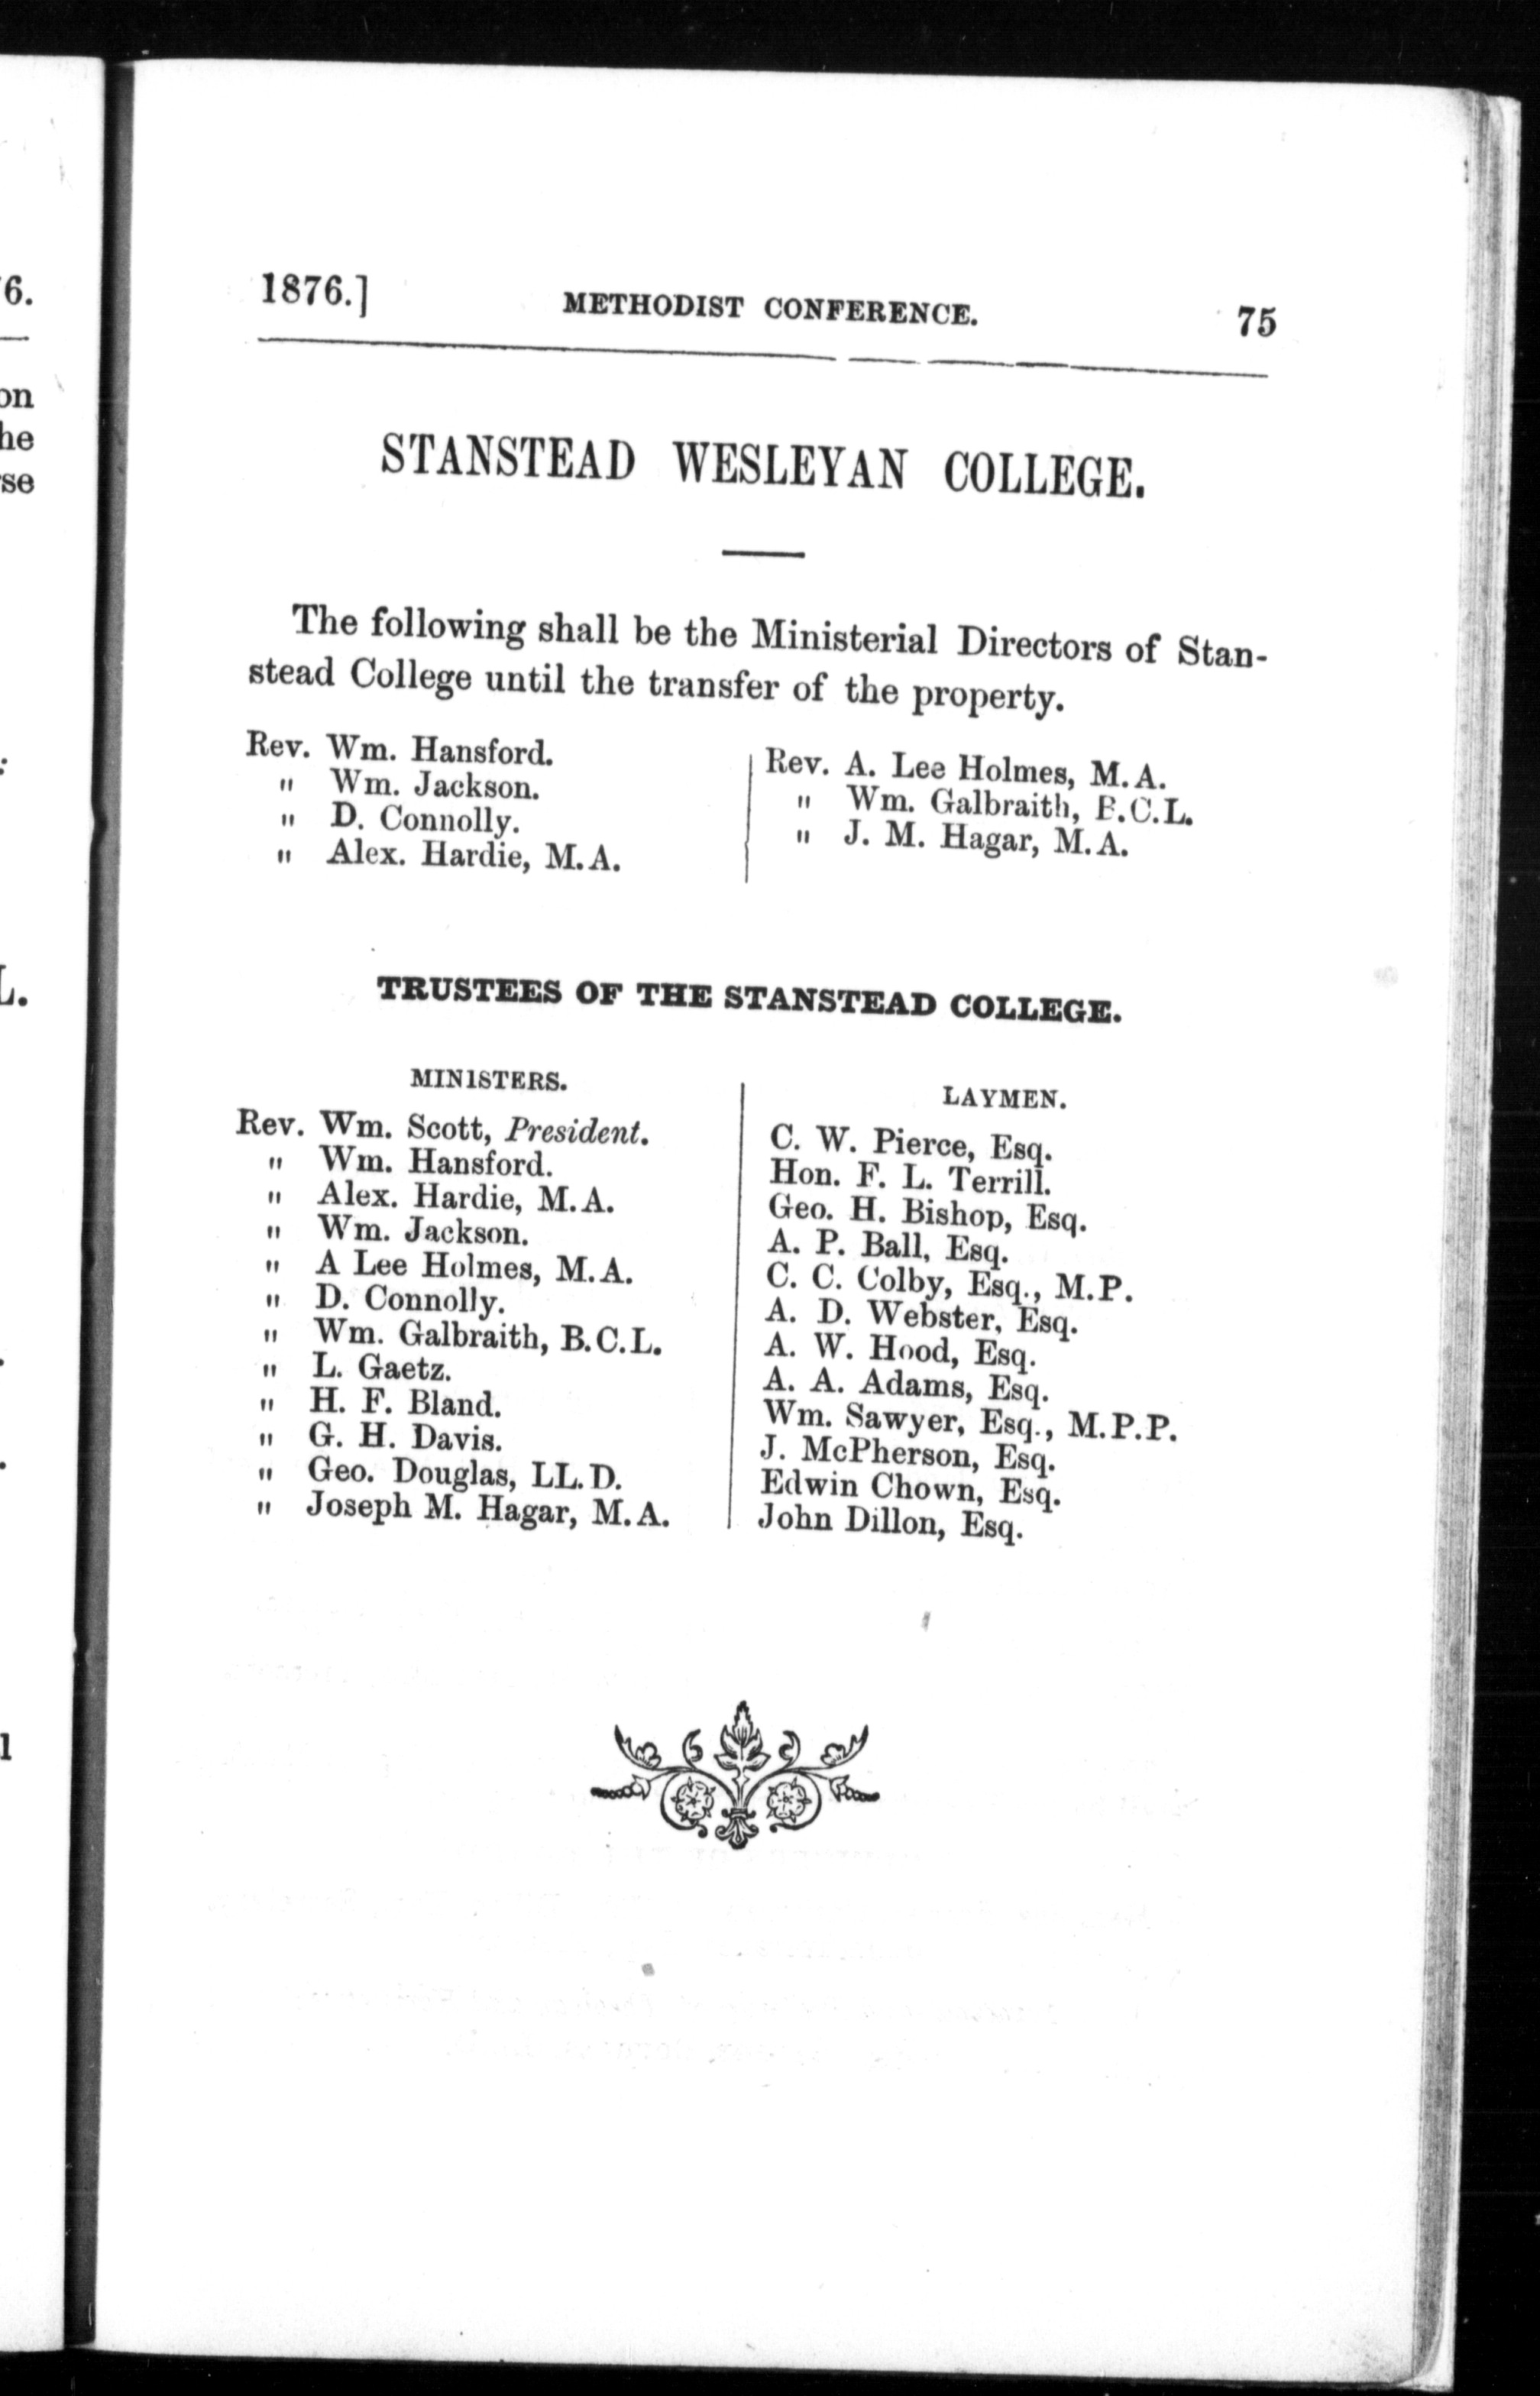 1876.] METHODIST CONFERENCE. 75
STANSTEAD WESLEYAN COLLEGE.
The following shall be the Ministerial Directors of Stan-
stead College until the transfer of the property.
Rev. Wm. Hansford.
" Wm. Jackson.
" D. Connolly.
" Alex. Hardie, M.A.
Rev. A. Lee Holmes, M.A.
" Wm. Galbraith, B.C.L.
" J. M. Hagar, M.A.
TRUSTEES OF THE STANSTEAD COLLEGE.
MINISTERS.
Rev. Wm. Scott, President.
" Wm. Hansford.
" Alex. Hardie, M.A.
" Wm. Jackson.
" A Lee Holmes, M.A.
" D. Connolly.
" Wm. Galbraith, B.C.L.
" L. Gaetz.
" H. F. Bland.
" G. H. Davis.
" Geo. Douglas, LL.D.
" Joseph M. Hagar, M.A.
LAYMEN.
C. W. Pierce, Esq.
Hon. F. L. Terrill.
Geo. H. Bishop, Esq.
A. P. Ball, Esq.
C. C. Colby, Esq., M.P.
A. D. Webster, Esq.
A. W. Hood, Esq.
A. A. Adams, Esq.
Wm. Sawyer, Esq., M.P.P.
J. McPherson, Esq.
Edwin Chown, Esq.
John Dillon, Esq.